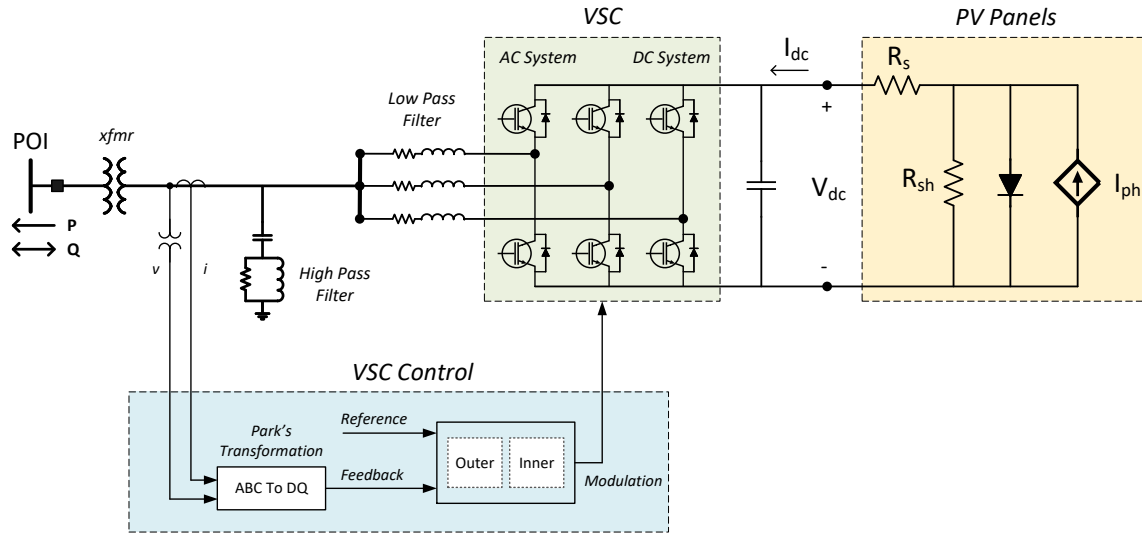 VSC
PV Panels
AC System
DC System
I_dc
R_s
Low Pass
Filter
xfmr
POI
+
R_sh
I_ph
V_dc
P
Q
v
i
High Pass
Filter
-
VSC Control
Reference
Park's
Transformation
Outer
Inner
Feedback
Modulation
ABC To DQ